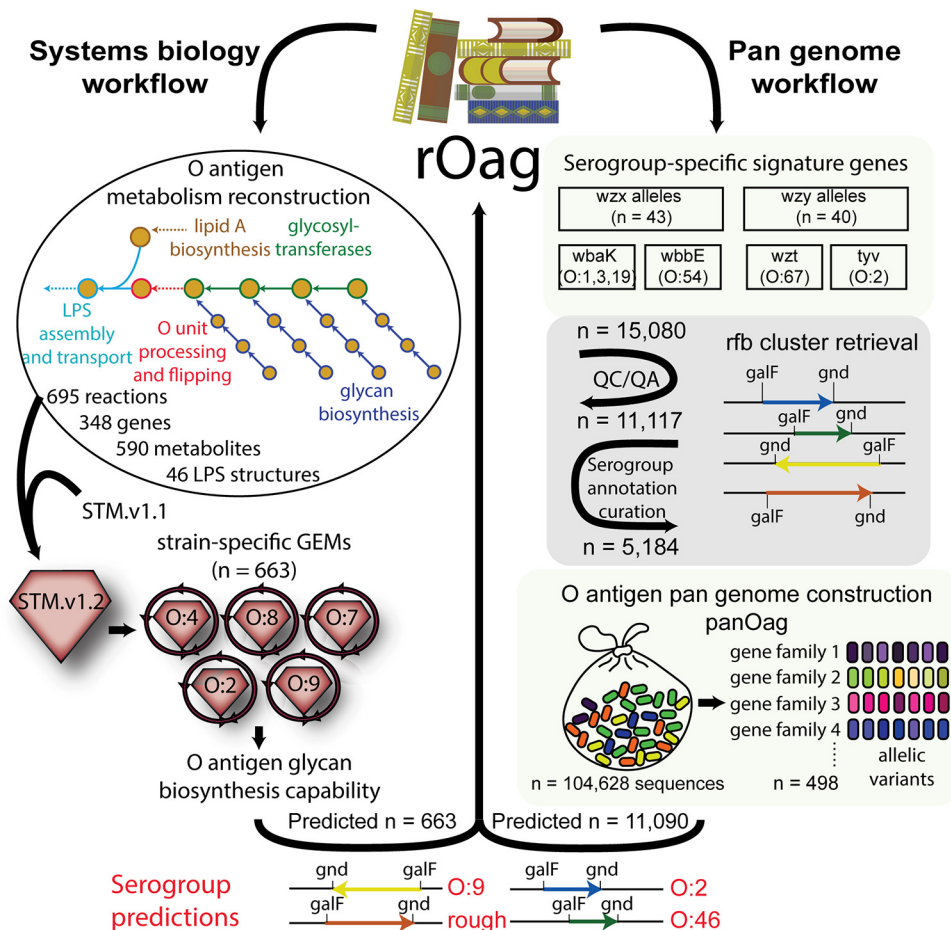 Systems biology
workflow
Pan genome
workflow
rOag
O antigen
metabolism reconstruction
lipid A
biosynthesis
glycosyl-
transferases
LPS
assembly
and transport
O unit
processing
and flipping
glycan
biosynthesis
695 reactions
348 genes
590 metabolites
46 LPS structures
STM.v1.1
STM.v1.2
strain-specific GEMs
(n = 663)
O:4
O:8
O:7
O:2
O:9
O antigen glycan
biosynthesis capability
Serogroup-specific signature genes
wzx alleles
(n = 43)
wzy alleles
(n = 40)
wbaK
(O:1,3,19)
wbbE
(O:54)
wzt
(O:67)
tyv
(O:2)
n = 15,080
QC/QA
n = 11,117
Serogroup
annotation
curation
n = 5,184
rfb cluster retrieval
galF
gnd
galF
gnd
gnd
galF
galF
gnd
O antigen pan genome construction
panOag
gene family 1
gene family 2
gene family 3
gene family 4
n = 104,628 sequences
n = 498
allelic
variants
Predicted n = 663
Predicted n = 11,090
Serogroup
predictions
gnd
galF
O:9
galF
gnd
rough
galF
gnd
O:2
galF
gnd
O:46